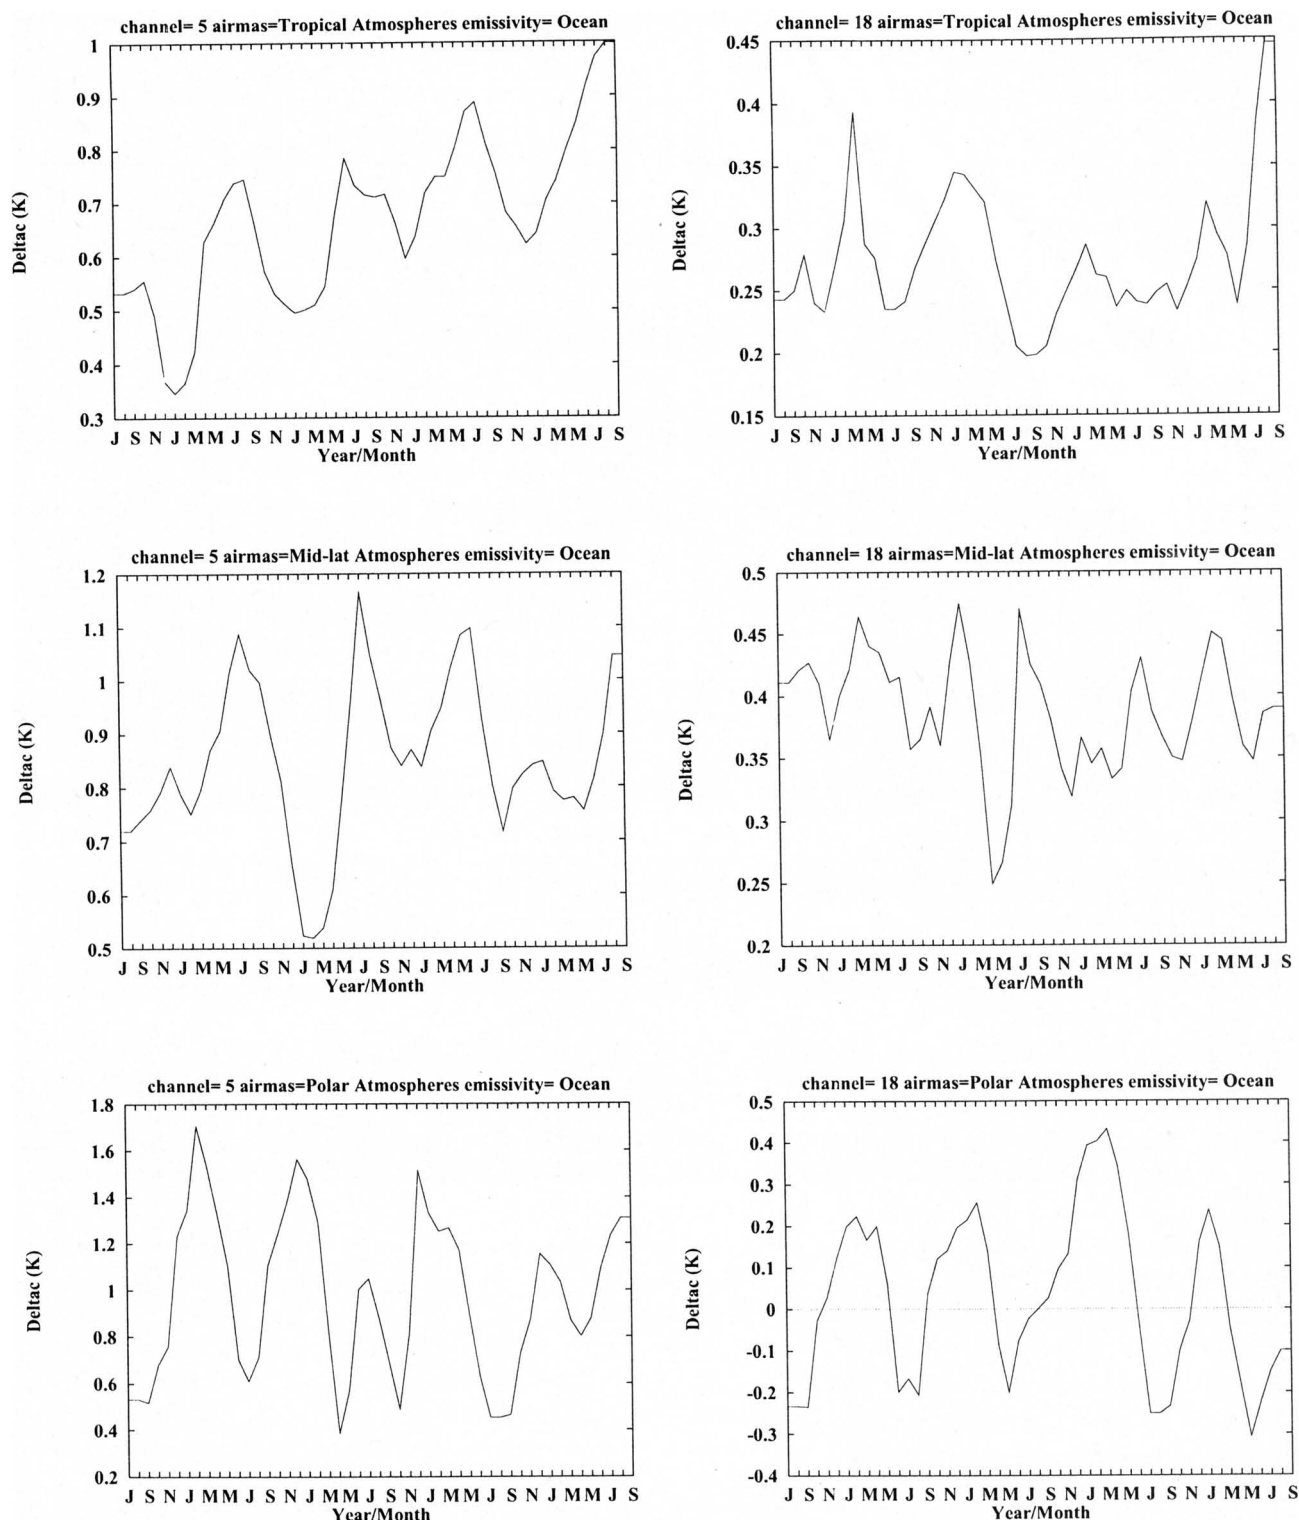 channel= 5 airmas=Tropical Atmospheres emissivity= Ocean
1
0.9
0.8
0.7
0.6
0.5
0.4
0.3
Deltac (K)
J S N J M M J S N J M M J S N J M M J S N J M M J S
Year/Month
channel= 18 airmas=Tropical Atmospheres emissivity= Ocean
0.45
0.4
0.35
0.3
0.25
0.2
0.15
Deltac (K)
J S N J M M J S N J M M J S N J M M J S N J M M J S
Year/Month
channel= 5 airmas=Mid-lat Atmospheres emissivity= Ocean
1.2
1.1
1
0.9
0.8
0.7
0.6
0.5
Deltac (K)
J S N J M M J S N J M M J S N J M M J S N J M M J S
Year/Month
channel= 18 airmas=Mid-lat Atmospheres emissivity= Ocean
0.5
0.45
0.4
0.35
0.3
0.25
0.2
Deltac (K)
J S N J M M J S N J M M J S N J M M J S N J M M J S
Year/Month
channel= 5 airmas=Polar Atmospheres emissivity= Ocean
1.8
1.6
1.4
1.2
1
0.8
0.6
0.4
0.2
Deltac (K)
J S N J M M J S N J M M J S N J M M J S N J M M J S
Year/Month
channel= 18 airmas=Polar Atmospheres emissivity= Ocean
0.5
0.4
0.3
0.2
0.1
0
-0.1
-0.2
-0.3
-0.4
Deltac (K)
J S N J M M J S N J M M J S N J M M J S N J M M J S
Year/Month